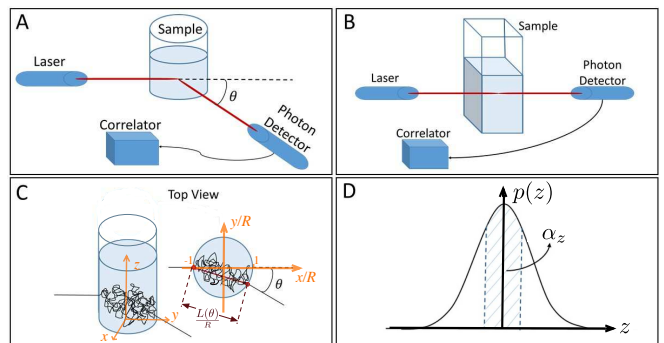 A
Sample
Laser
θ
Photon
Detector
Correlator
B
Sample
Laser
Photon
Detector
Correlator
C
Top View
z
y
x
y/R
-1
1
x/R
θ
L(θ)
R
D
p(z)
α_z
z